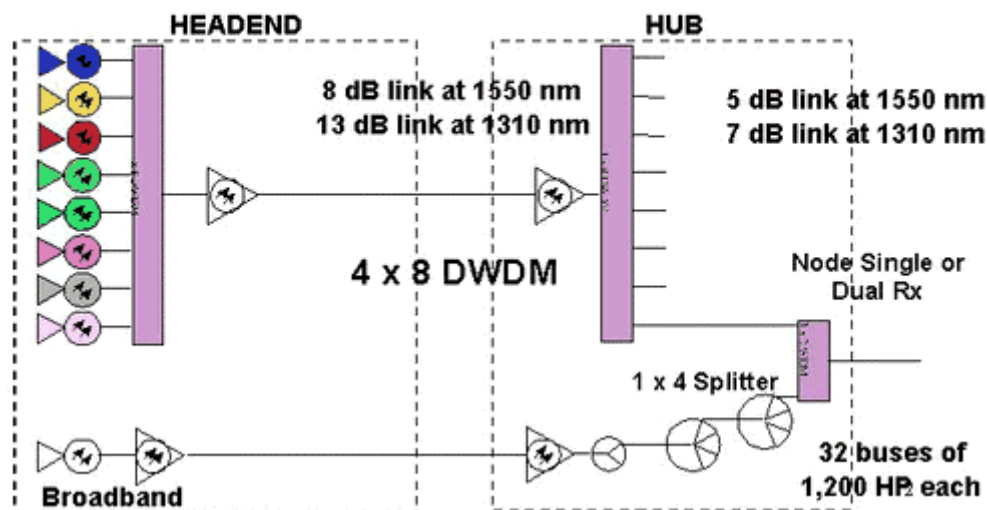 HEADEND
HUB
8 dB link at 1550 nm
13 dB link at 1310 nm
5 dB link at 1550 nm
7 dB link at 1310 nm
4 x 8 DWDM
Node Single or
Dual Rx
1 x 4 Splitter
32 buses of
1,200 HP2 each
Broadband